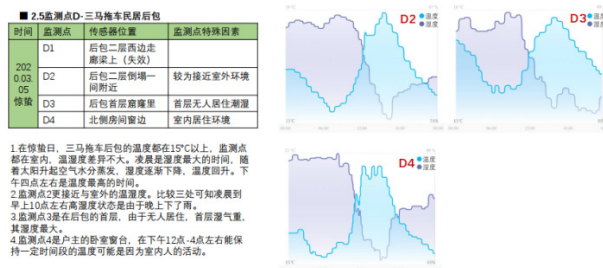 ■ 2.5监测点D-三马拖车民居后包
时间 监测点 传感器位置 监测点特殊因素
2020.03.05 惊蛰
D1 后包二层西边走廊梁上（失效）
D2 后包二层倒塌一间附近 较为接近室外环境
D3 后包首层窟窿里 首层无人居住潮湿
D4 北侧房间窗边 室内居住环境
1.在惊蛰日，三马拖车后包的温度都在15℃以上，监测点
都在室内，温湿度差异不大。凌晨是湿度最大的时间，随
着太阳升起空气水分蒸发，湿度逐渐下降，温度回升。下
午四点左右是温度最高的时间。
2.监测点2更接近与室外的温湿度。比较三处可知凌晨到
早上10点左右高湿度状态是由于晚上下了雨。
3.监测点3是在后包的首层，由于无人居住，首层湿气重，
其湿度最大。
4.监测点4是户主的卧室窗台，在下午12点-4点左右能保
持一定时间段的温度可能是因为室内人的活动。
D2 温度
湿度
D3 温度
湿度
D4 温度
湿度